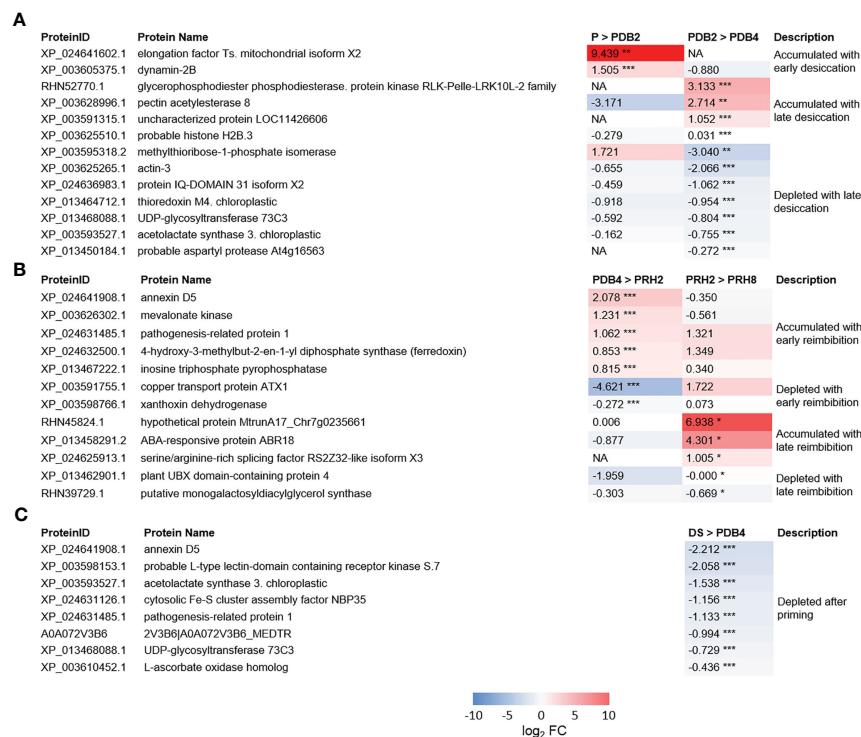 A
ProteinID Protein Name P > PDB2 PDB2 > PDB4 Description
XP_024641602.1 elongation factor Ts. mitochondrial isoform X2 9.439 ** NA Accumulated with
XP_003605375.1 dynamin-2B 1.505 *** -0.880 early desiccation
RHN52770.1 glycerophosphodiester phosphodiesterase. protein kinase RLK-Pelle-LRK10L-2 family NA 3.133 ***
XP_003628996.1 pectin acetylesterase 8 -3.171 2.714 ** Accumulated with
XP_003591315.1 uncharacterized protein LOC11426606 NA 1.052 *** late desiccation
XP_003625510.1 probable histone H2B.3 -0.279 0.031 ***
XP_003595318.2 methylthioribose-1-phosphate isomerase 1.721 -3.040 **
XP_003625265.1 actin-3 -0.655 -2.066 ***
XP_024636983.1 protein IQ-DOMAIN 31 isoform X2 -0.459 -1.062 ***
XP_013464712.1 thioredoxin M4. chloroplastic -0.918 -0.954 *** Depleted with late
XP_013468088.1 UDP-glycosyltransferase 73C3 -0.592 -0.804 *** desiccation
XP_003593527.1 acetolactate synthase 3. chloroplastic -0.162 -0.755 ***
XP_013450184.1 probable aspartyl protease At4g16563 NA -0.272 ***
B
ProteinID Protein Name PDB4 > PRH2 PRH2 > PRH8 Description
XP_024641908.1 annexin D5 2.078 *** -0.350
XP_003626302.1 mevalonate kinase 1.231 *** -0.561
XP_024631485.1 pathogenesis-related protein 1 1.062 *** 1.321 Accumulated with
XP_024632500.1 4-hydroxy-3-methylbut-2-en-1-yl diphosphate synthase (ferredoxin) 0.853 *** 1.349 early reimbibition
XP_013467222.1 inosine triphosphate pyrophosphatase 0.815 *** 0.340
XP_003591755.1 copper transport protein ATX1 -4.621 *** 1.722 Depleted with
XP_003598766.1 xanthoxin dehydrogenase -0.272 *** 0.073 early reimbibition
RHN45824.1 hypothetical protein MtrunA17_Chr7g0235661 0.006 6.938 *
XP_013458291.2 ABA-responsive protein ABR18 -0.877 4.301 * Accumulated with
XP_024625913.1 serine/arginine-rich splicing factor RS2Z32-like isoform X3 NA 1.005 * late reimbibition
XP_013462901.1 plant UBX domain-containing protein 4 -1.959 -0.000 * Depleted with
RHN39729.1 putative monogalactosyldiacylglycerol synthase -0.303 -0.669 * late reimbibition
C
ProteinID Protein Name DS > PDB4 Description
XP_024641908.1 annexin D5 -2.212 ***
XP_003598153.1 probable L-type lectin-domain containing receptor kinase S.7 -2.058 ***
XP_003593527.1 acetolactate synthase 3. chloroplastic -1.538 ***
XP_024631126.1 cytosolic Fe-S cluster assembly factor NBP35 -1.156 *** Depleted after
XP_024631485.1 pathogenesis-related protein 1 -1.133 *** priming
A0A072V3B6 2V3B6|A0A072V3B6_MEDTR -0.994 ***
XP_013468088.1 UDP-glycosyltransferase 73C3 -0.729 ***
XP_003610452.1 L-ascorbate oxidase homolog -0.436 ***
-10 -5 0 5 10
log₂ FC